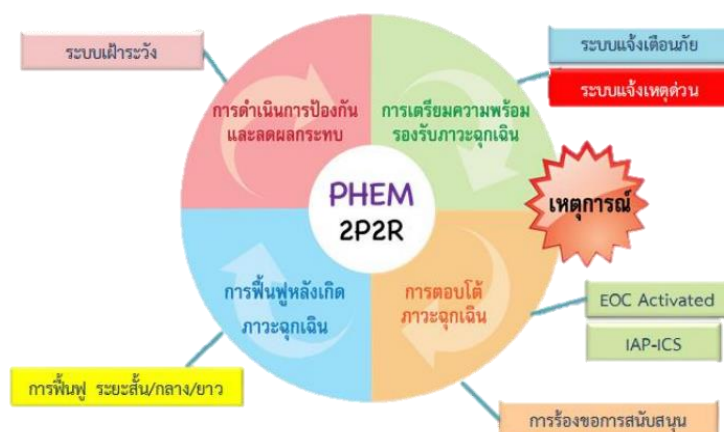 ระบบเฝ้าระวัง
ระบบแจ้งเตือนภัย
ระบบแจ้งเหตุด่วน
การดำเนินการป้องกัน
และลดผลกระทบ
การเตรียมความพร้อม
รองรับภาวะฉุกเฉิน
PHEM
2P2R
เหตุการณ์
การฟื้นฟูหลังเกิด
ภาวะฉุกเฉิน
การตอบโต้
ภาวะฉุกเฉิน
EOC Activated
IAP-ICS
การฟื้นฟู ระยะสั้น/กลาง/ยาว
การร้องขอการสนับสนุน